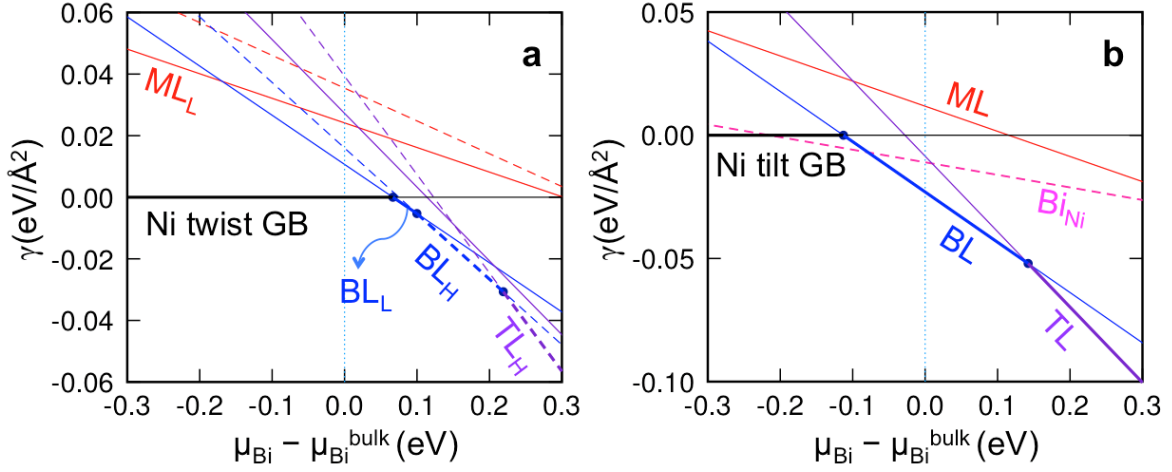 a
γ(eV/Å²)
0.06
0.04
0.02
0.00
-0.02
-0.04
-0.06
ML_L
Ni twist GB
BL_L
BL_H
TL_H
-0.3 -0.2 -0.1 0.0 0.1 0.2 0.3
μ_Bi − μ_Bi^bulk (eV)
b
γ(eV/Å²)
0.05
0.00
-0.05
-0.10
ML
Ni tilt GB
Bi_Ni
BL
TL
-0.3 -0.2 -0.1 0.0 0.1 0.2 0.3
μ_Bi − μ_Bi^bulk (eV)